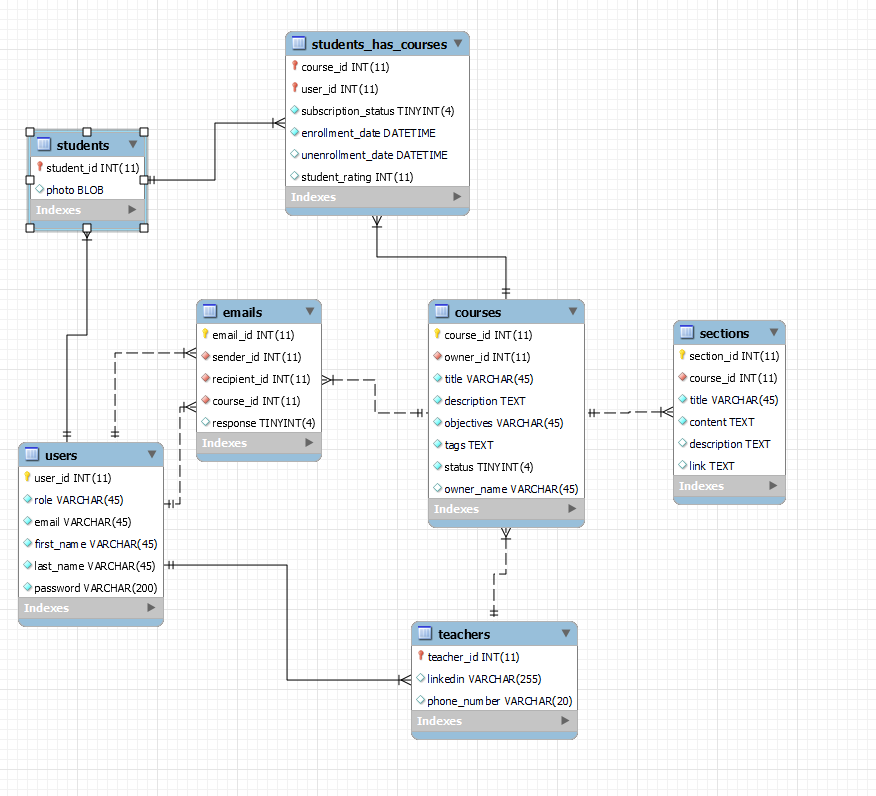 students_has_courses
course_id INT(11)
user_id INT(11)
subscription_status TINYINT(4)
enrollment_date DATETIME
unenrollment_date DATETIME
student_rating INT(11)
Indexes
students
student_id INT(11)
photo BLOB
Indexes
emails
email_id INT(11)
sender_id INT(11)
recipient_id INT(11)
course_id INT(11)
response TINYINT(4)
Indexes
courses
course_id INT(11)
owner_id INT(11)
title VARCHAR(45)
description TEXT
objectives VARCHAR(45)
tags TEXT
status TINYINT(4)
owner_name VARCHAR(45)
Indexes
sections
section_id INT(11)
course_id INT(11)
title VARCHAR(45)
content TEXT
description TEXT
link TEXT
Indexes
users
user_id INT(11)
role VARCHAR(45)
email VARCHAR(45)
first_name VARCHAR(45)
last_name VARCHAR(45)
password VARCHAR(200)
Indexes
teachers
teacher_id INT(11)
linkedin VARCHAR(255)
phone_number VARCHAR(20)
Indexes